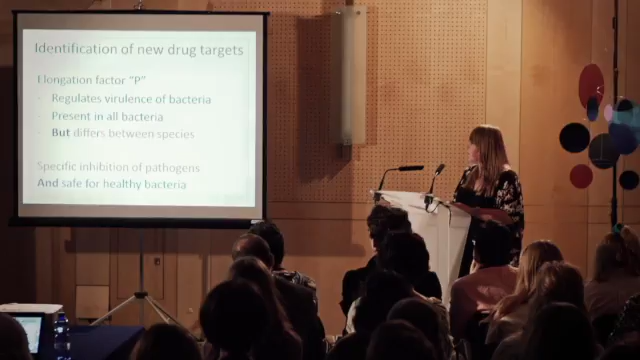 Identification of new drug targets
Elongation factor "P"
- Regulates virulence of bacteria
- Present in all bacteria
- But differs between species
Specific inhibition of pathogens
And safe for healthy bacteria